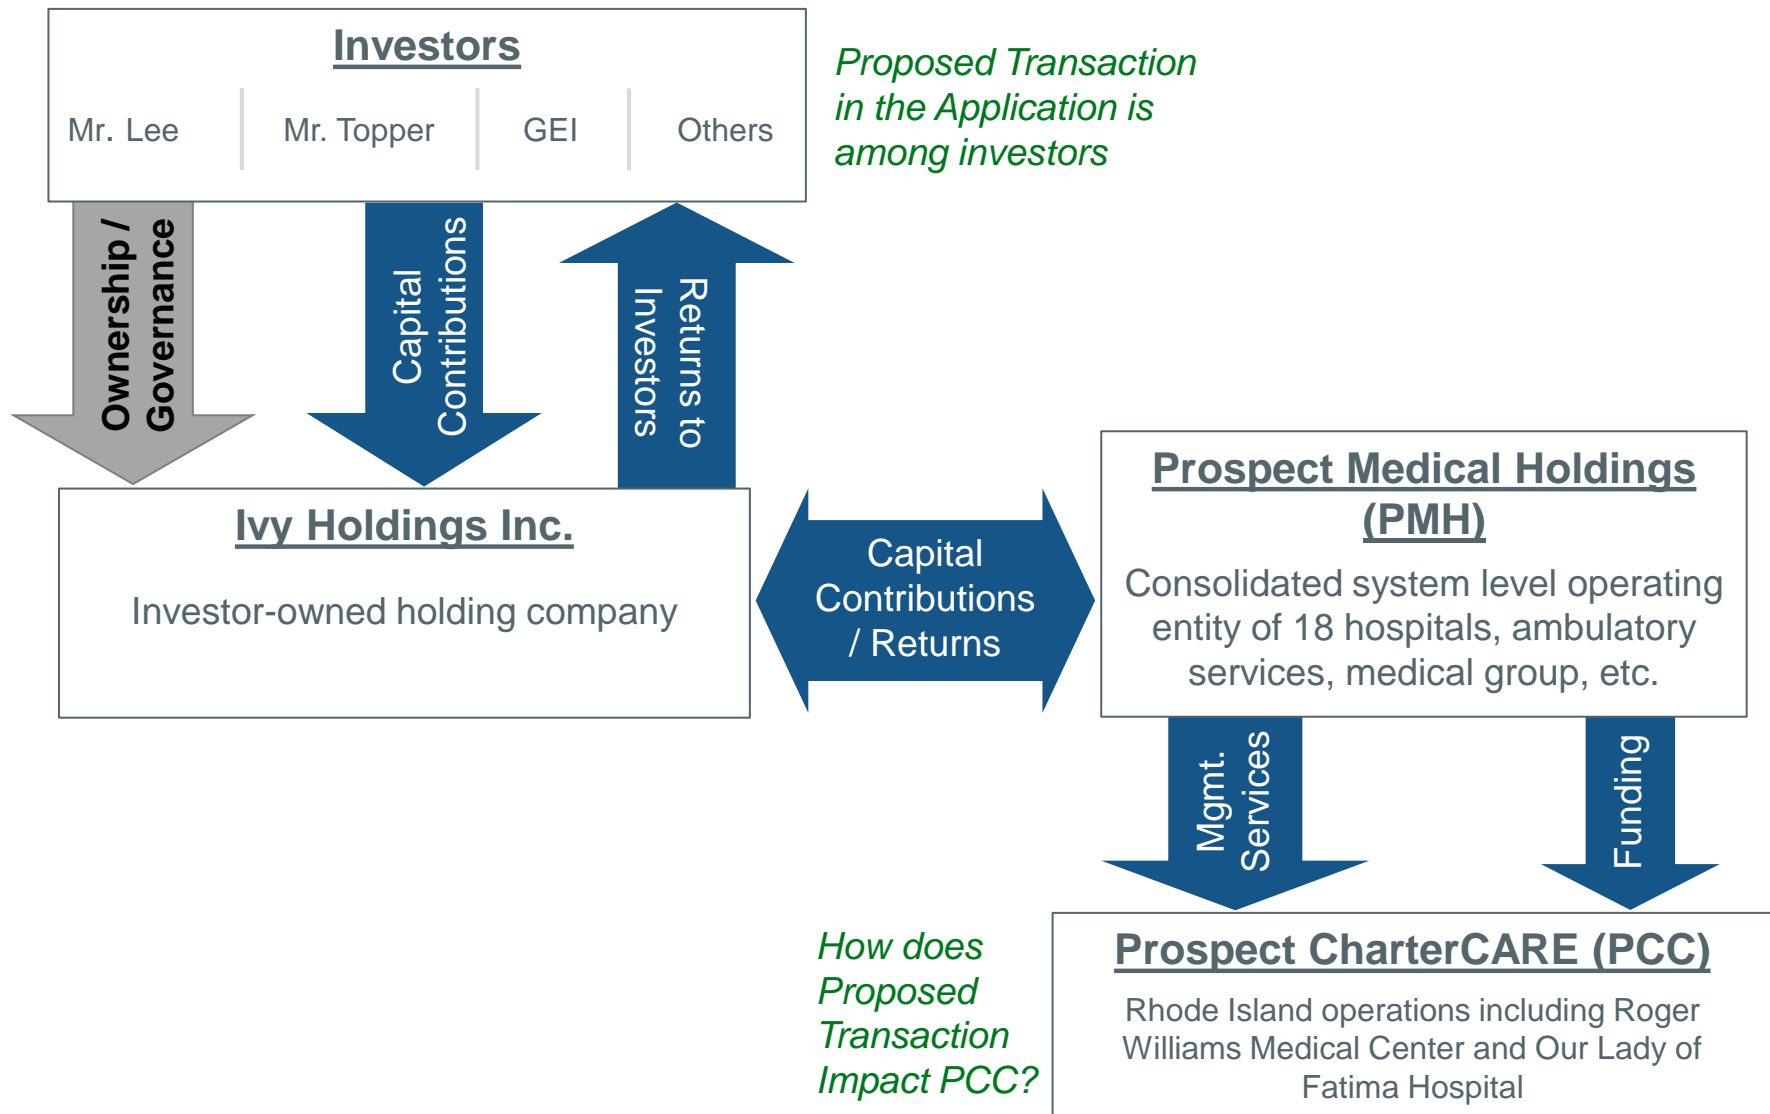 Investors
Mr. Lee
Mr. Topper
GEI
Others
Proposed Transaction
in the Application is
among investors
Ownership /
Governance
Capital
Contributions
Returns to
Investors
Ivy Holdings Inc.
Investor-owned holding company
Capital
Contributions
/ Returns
Prospect Medical Holdings
(PMH)
Consolidated system level operating
entity of 18 hospitals, ambulatory
services, medical group, etc.
Mgmt.
Services
Funding
How does
Proposed
Transaction
Impact PCC?
Prospect CharterCARE (PCC)
Rhode Island operations including Roger
Williams Medical Center and Our Lady of
Fatima Hospital